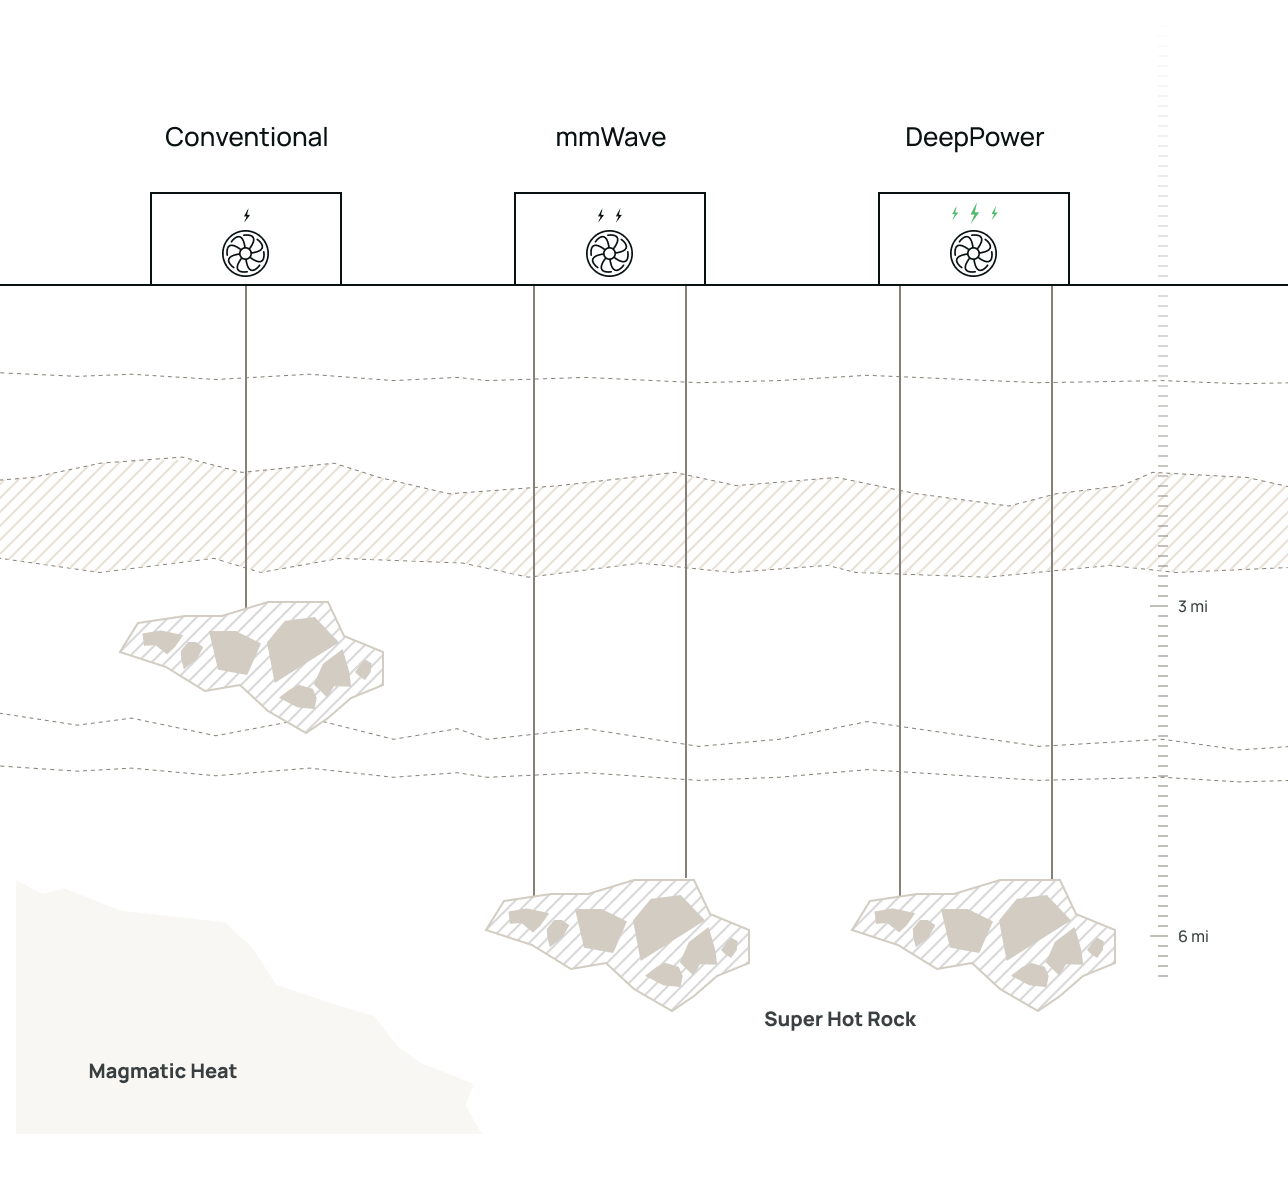 Conventional
mmWave
DeepPower
3 mi
6 mi
Super Hot Rock
Magmatic Heat